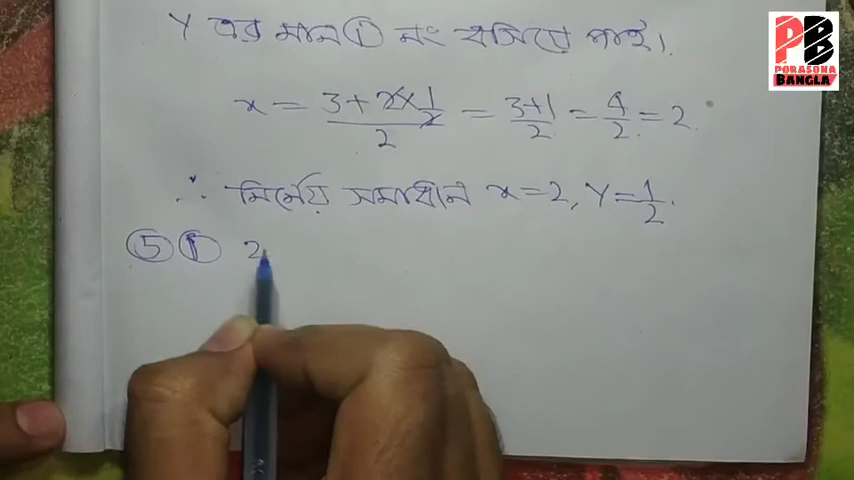 Y এর মান ① নং বসিয়ে পাই।
PB
PORASONA
BANGLA
x = (3+2×1/2)/2 = (3+1)/2 = 4/2 = 2.
∴ নির্ণেয় সমাধান x=2, Y=1/2.
⑤ ⓘ 2